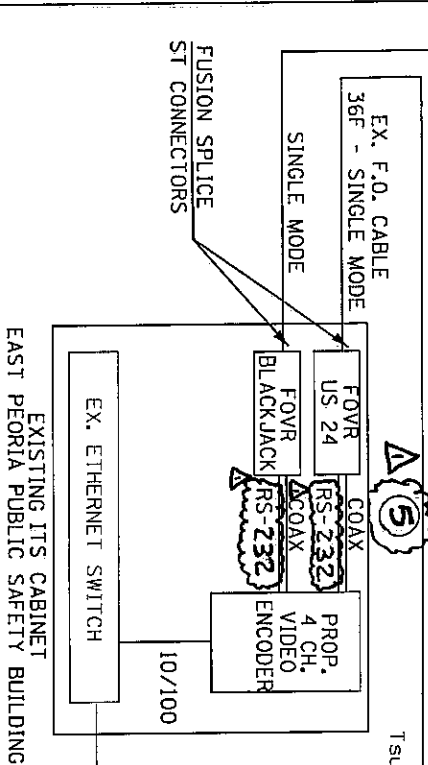 EX. F.O. CABLE
36F - SINGLE MODE
SINGLE MODE
FUSION SPLICE
ST CONNECTORS
1
5
FOVR
US 24
COAX
RS-232
FOVR
BLACKJACK
COAX
RS-232
PROP.
4 CH.
VIDEO
ENCODER
10/100
EX. ETHERNET SWITCH
EXISTING ITS CABINET
EAST PEORIA PUBLIC SAFETY BUILDING
Tsu